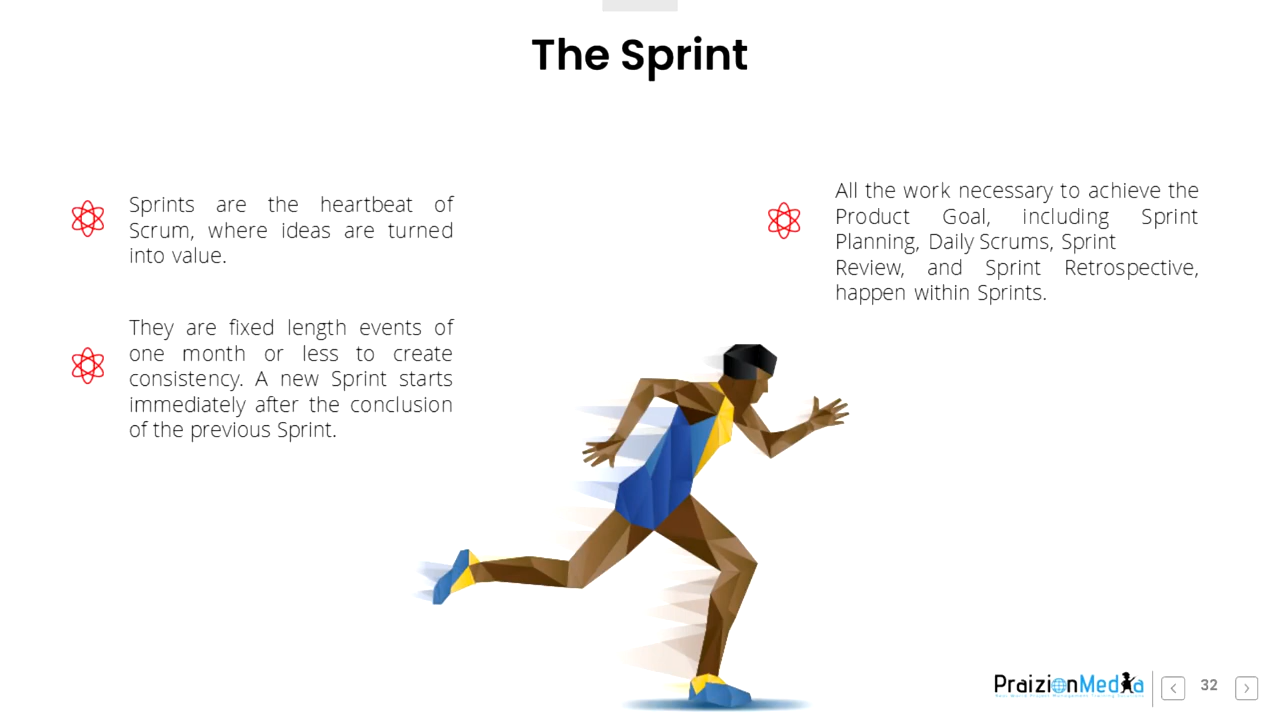 The Sprint
Sprints are the heartbeat of
Scrum, where ideas are turned
into value.
They are fixed length events of
one month or less to create
consistency. A new Sprint starts
immediately after the conclusion
of the previous Sprint.
All the work necessary to achieve the
Product Goal, including Sprint
Planning, Daily Scrums, Sprint
Review, and Sprint Retrospective,
happen within Sprints.
PraizionMedia
32